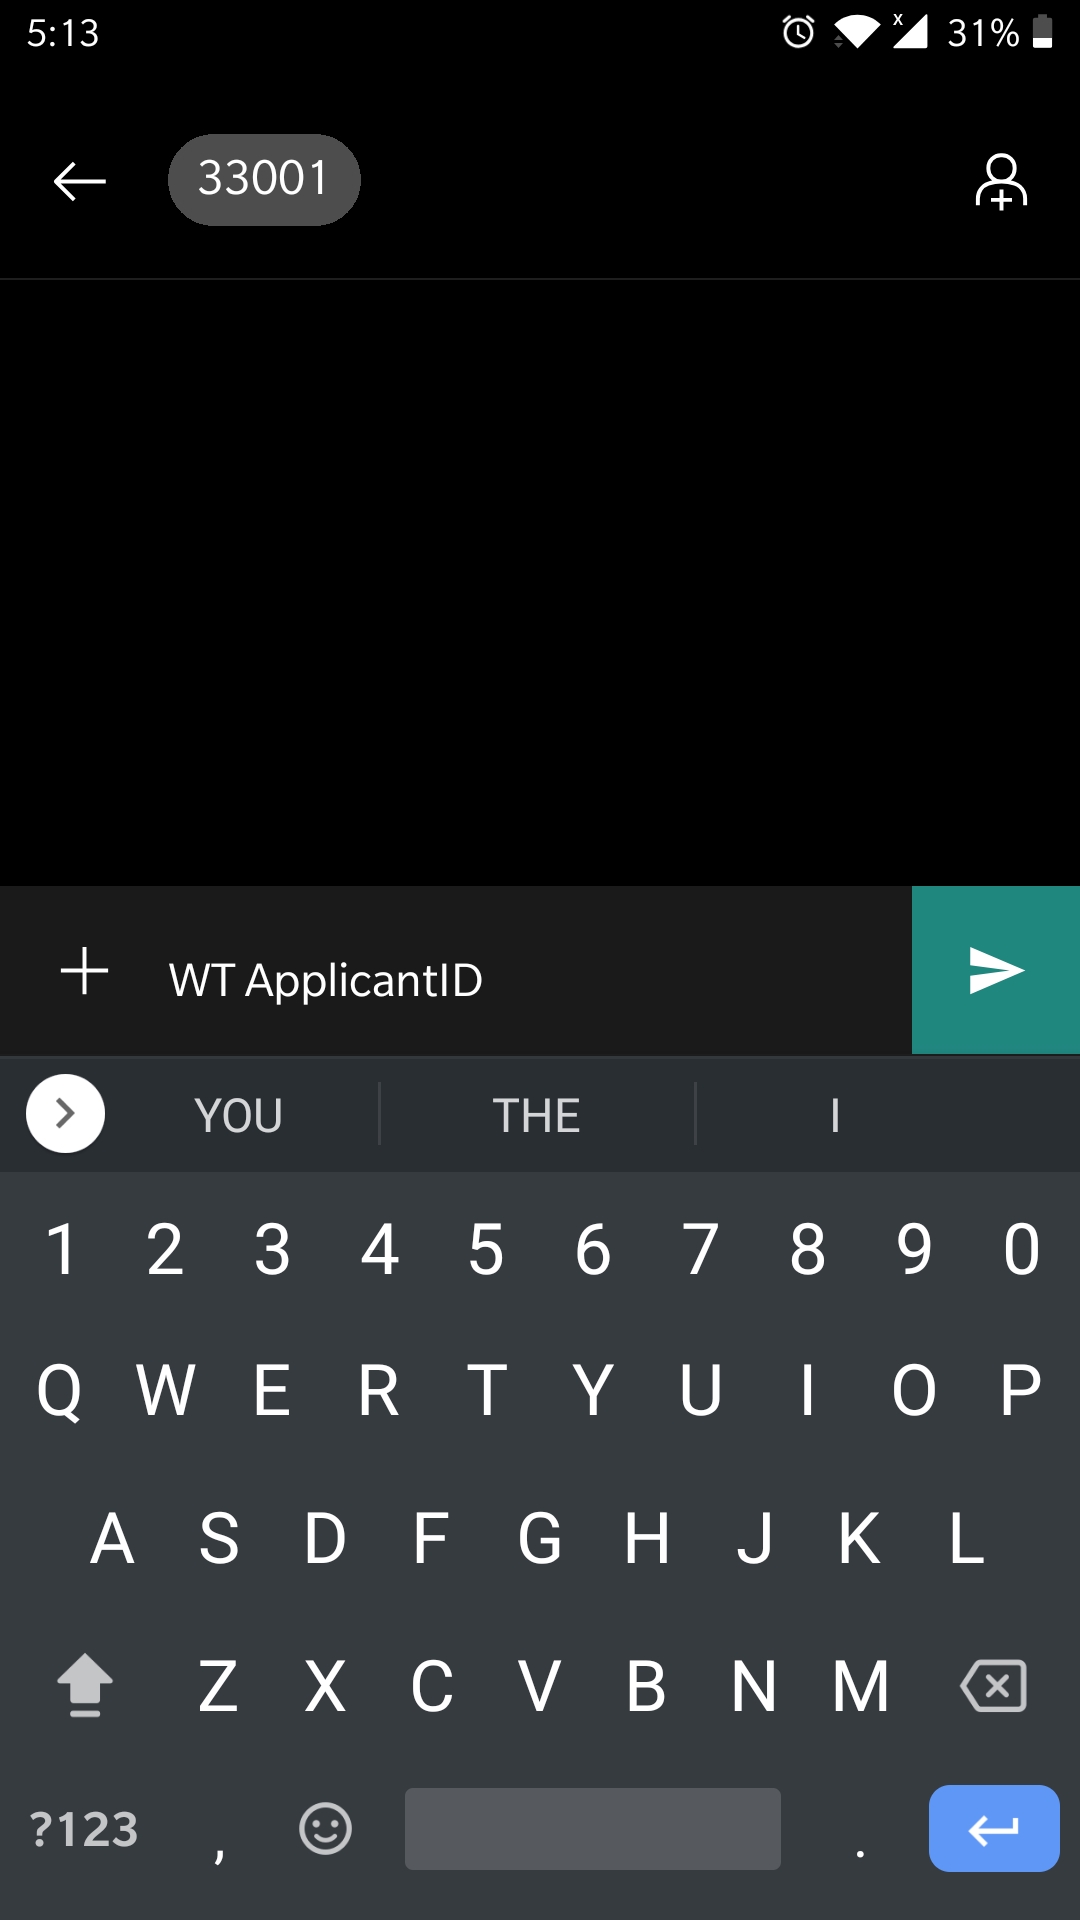 5:13
x 31%
33001
WT ApplicantID
YOU THE I
1 2 3 4 5 6 7 8 9 0
Q W E R T Y U I O P
A S D F G H J K L
Z X C V B N M
?123 , .